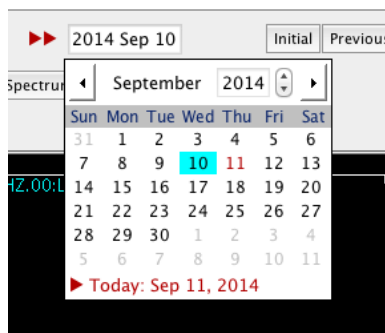 2014 Sep 10 Initial Previous
Spectrur
September 2014
Sun Mon Tue Wed Thu Fri Sat
31 1 2 3 4 5 6
7 8 9 10 11 12 13
HZ.00:L
14 15 16 17 18 19 20
21 22 23 24 25 26 27
28 29 30 1 2 3 4
5 6 7 8 9 10 11
Today: Sep 11, 2014